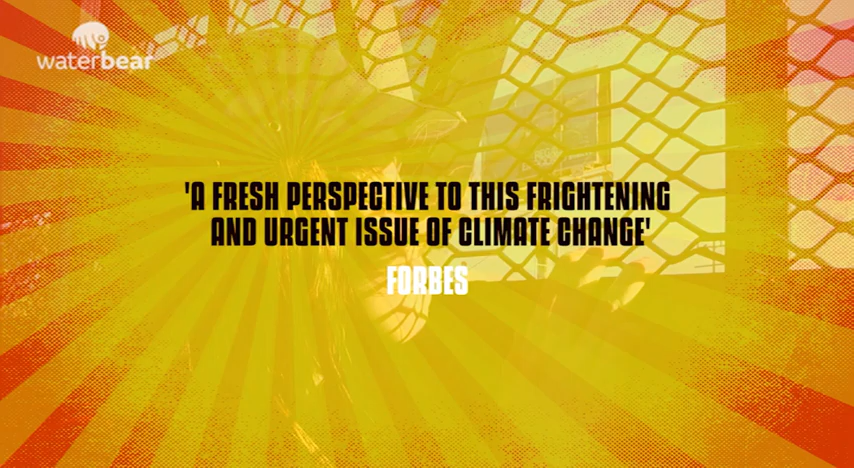 waterbear
'A FRESH PERSPECTIVE TO THIS FRIGHTENING
AND URGENT ISSUE OF CLIMATE CHANGE'
FORBES